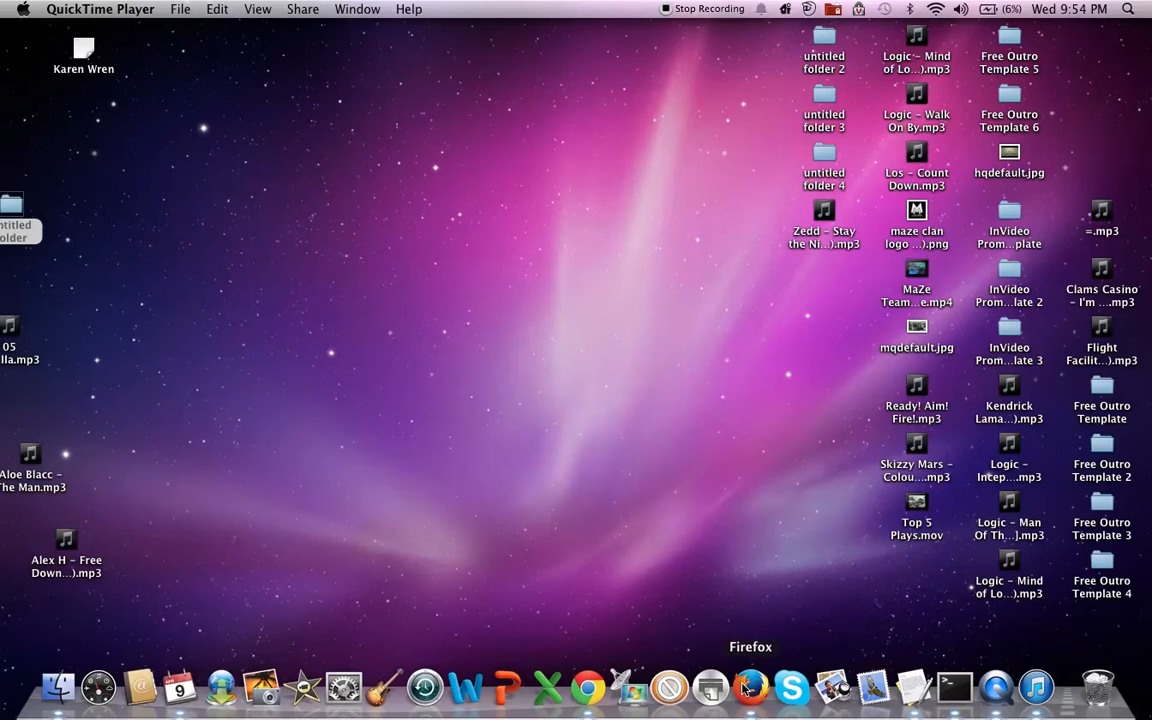 QuickTime Player File Edit View Share Window Help Stop Recording (6%) Wed 9:54 PM
Karen Wren
ntitled
older
05
lla.mp3
Aloe Blacc –
The Man.mp3
Alex H – Free
Down...).mp3
untitled
folder 2
untitled
folder 3
untitled
folder 4
Zedd – Stay
the Ni...).mp3
Logic – Mind
of Lo...).mp3
Logic – Walk
On By.mp3
Los – Count
Down.mp3
maze clan
logo ...).png
MaZe
Team...e.mp4
mqdefault.jpg
Ready! Aim!
Fire!.mp3
Skizzy Mars –
Colou....mp3
Top 5
Plays.mov
Free Outro
Template 5
Free Outro
Template 6
hqdefault.jpg
InVideo
Prom...plate
InVideo
Prom...late 2
InVideo
Prom...late 3
Kendrick
Lama...).mp3
Logic –
Incep....mp3
Logic – Man
Of Th...].mp3
Logic – Mind
of Lo...).mp3
=.mp3
Clams Casino
– I'm ....mp3
Flight
Facilit...).mp3
Free Outro
Template
Free Outro
Template 2
Free Outro
Template 3
Free Outro
Template 4
Firefox
9